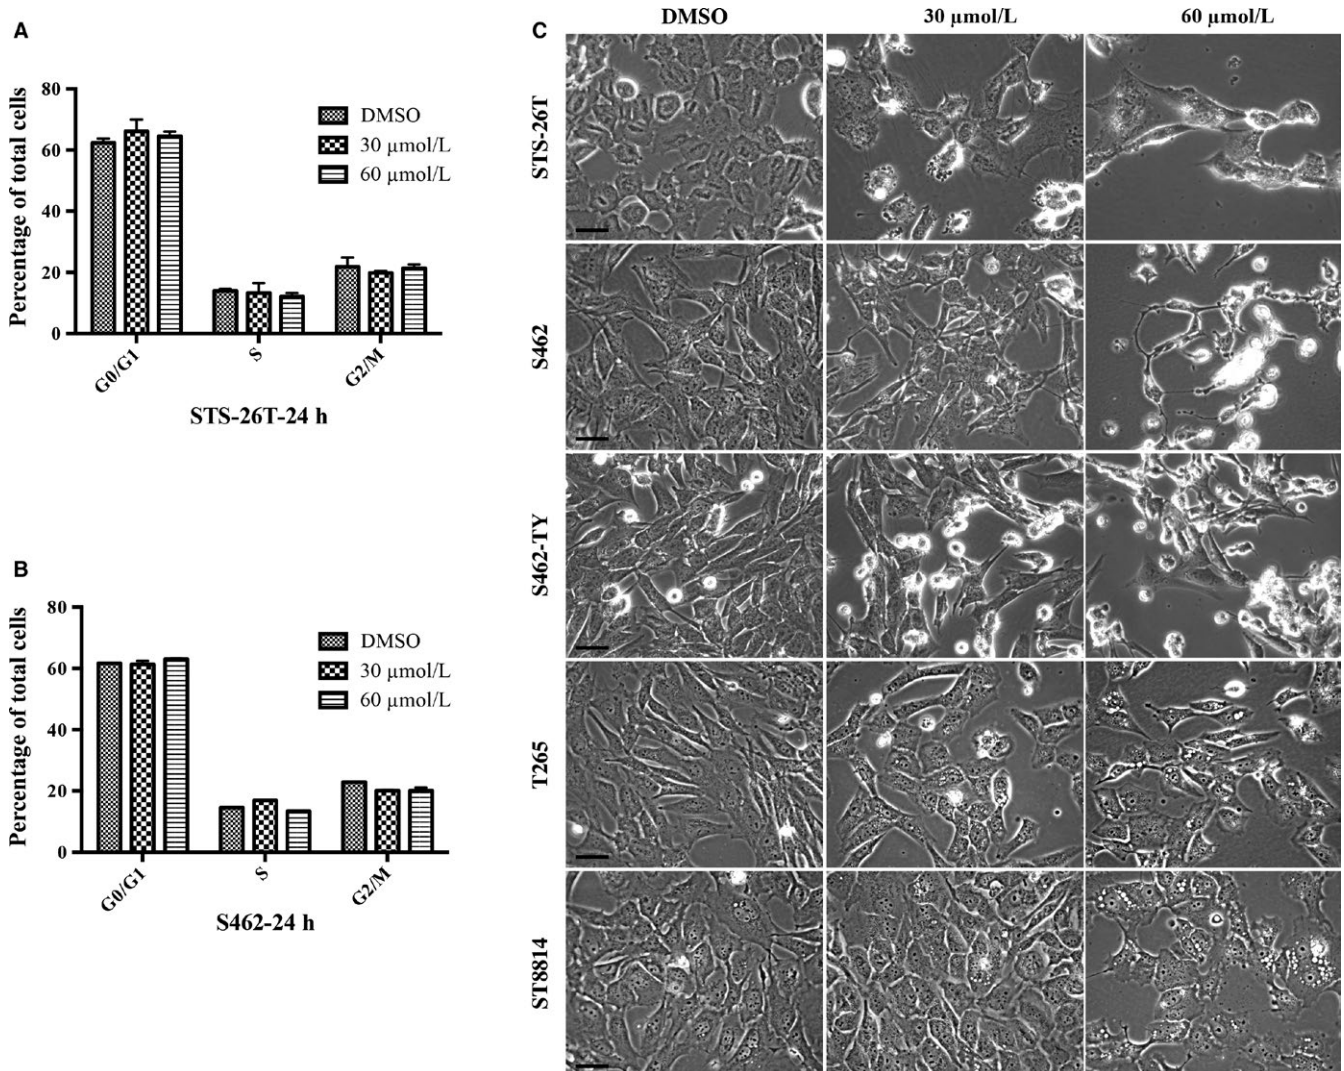 A
Percentage of total cells
80
60
40
20
0
DMSO
30 µmol/L
60 µmol/L
G0/G1
S
G2/M
STS-26T-24 h
B
Percentage of total cells
80
60
40
20
0
DMSO
30 µmol/L
60 µmol/L
G0/G1
S
G2/M
S462-24 h
C
DMSO
30 µmol/L
60 µmol/L
STS-26T
S462
S462-TY
T265
ST8814